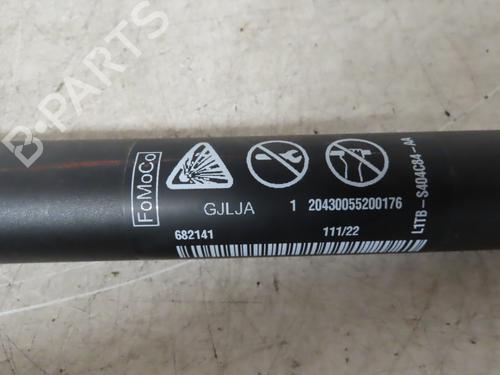 B-PARTS
FoMoCo
GJLJA 1 20430055200176
682141 111/22
L1TB-S404C84-AA